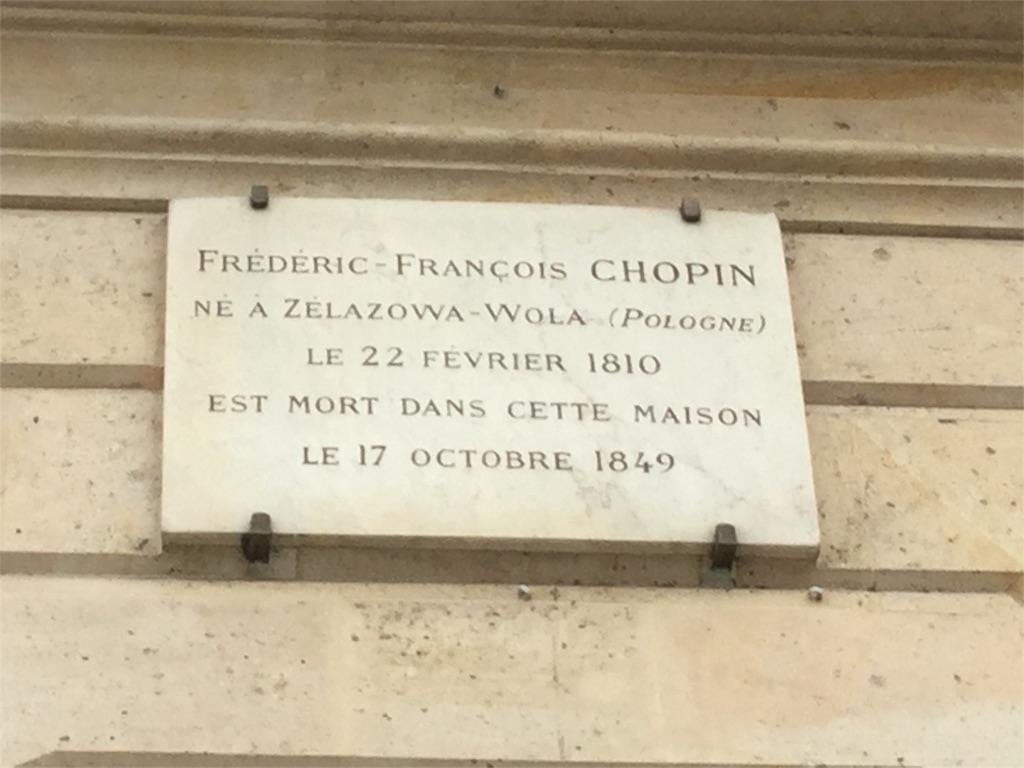 FRÉDÉRIC-FRANÇOIS CHOPIN
NÉ À ZÉLAZOWA-WOLA (POLOGNE)
LE 22 FÉVRIER 1810
EST MORT DANS CETTE MAISON
LE 17 OCTOBRE 1849